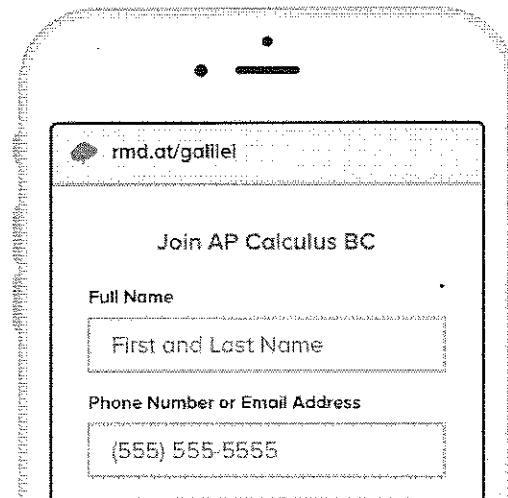 rmd.at/galilei
Join AP Calculus BC
Full Name
First and Last Name
Phone Number or Email Address
(555) 555-5555